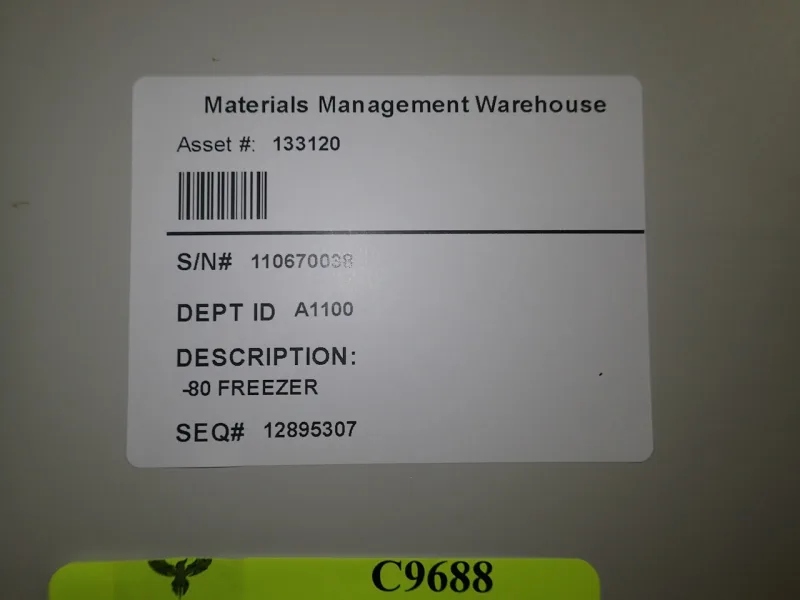 Materials Management Warehouse
Asset #: 133120
S/N# 110670038
DEPT ID A1100
DESCRIPTION:
-80 FREEZER
SEQ# 12895307
C9688